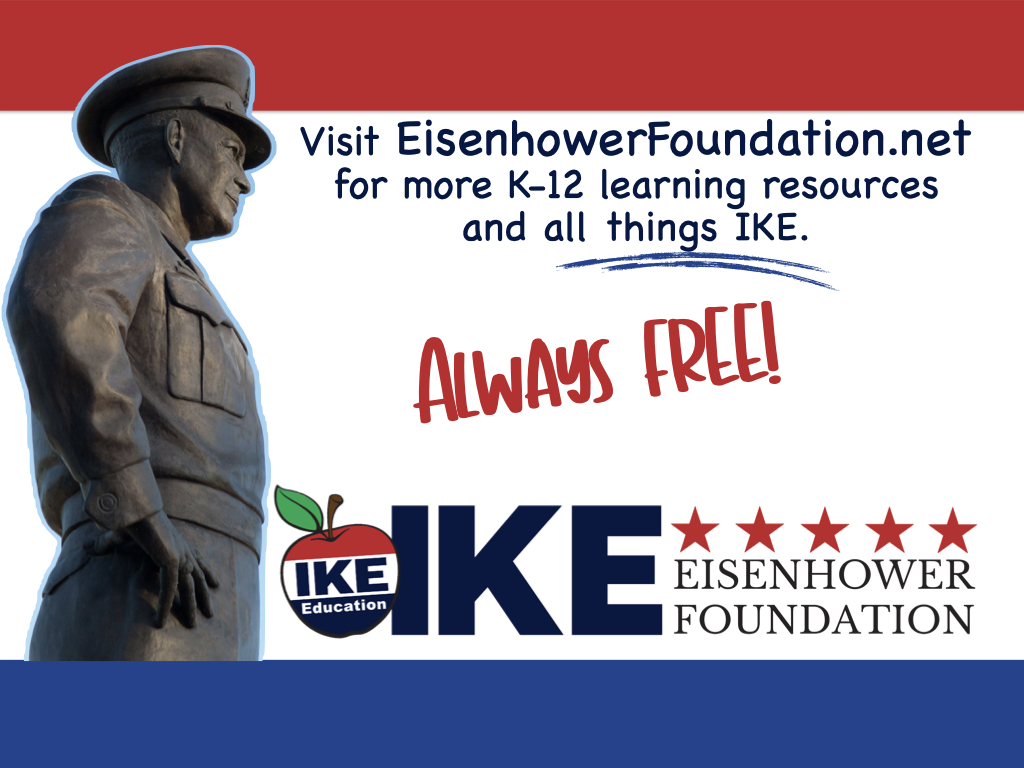 Visit EisenhowerFoundation.net
for more K-12 learning resources
and all things IKE.
ALWAYS FREE!
IKE
Education
IKE
EISENHOWER
FOUNDATION